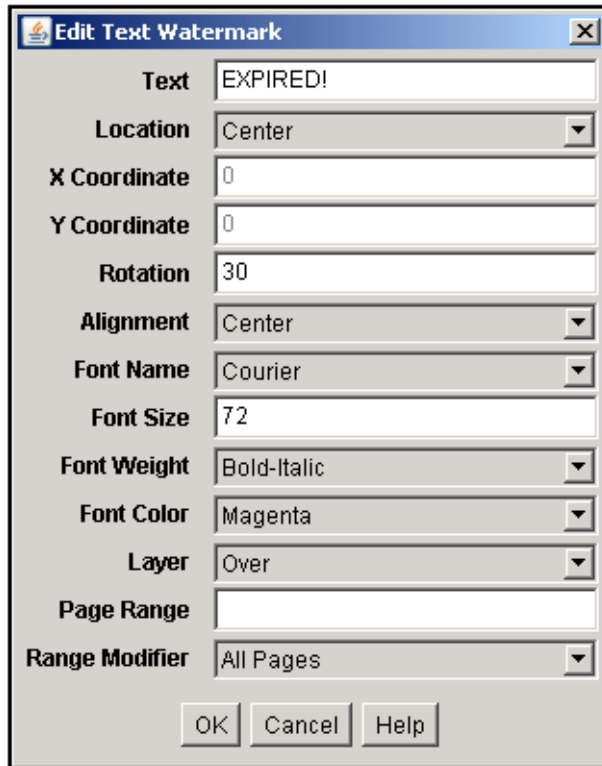 Edit Text Watermark
Text EXPIRED!
Location Center
X Coordinate 0
Y Coordinate 0
Rotation 30
Alignment Center
Font Name Courier
Font Size 72
Font Weight Bold-Italic
Font Color Magenta
Layer Over
Page Range
Range Modifier All Pages
OK Cancel Help